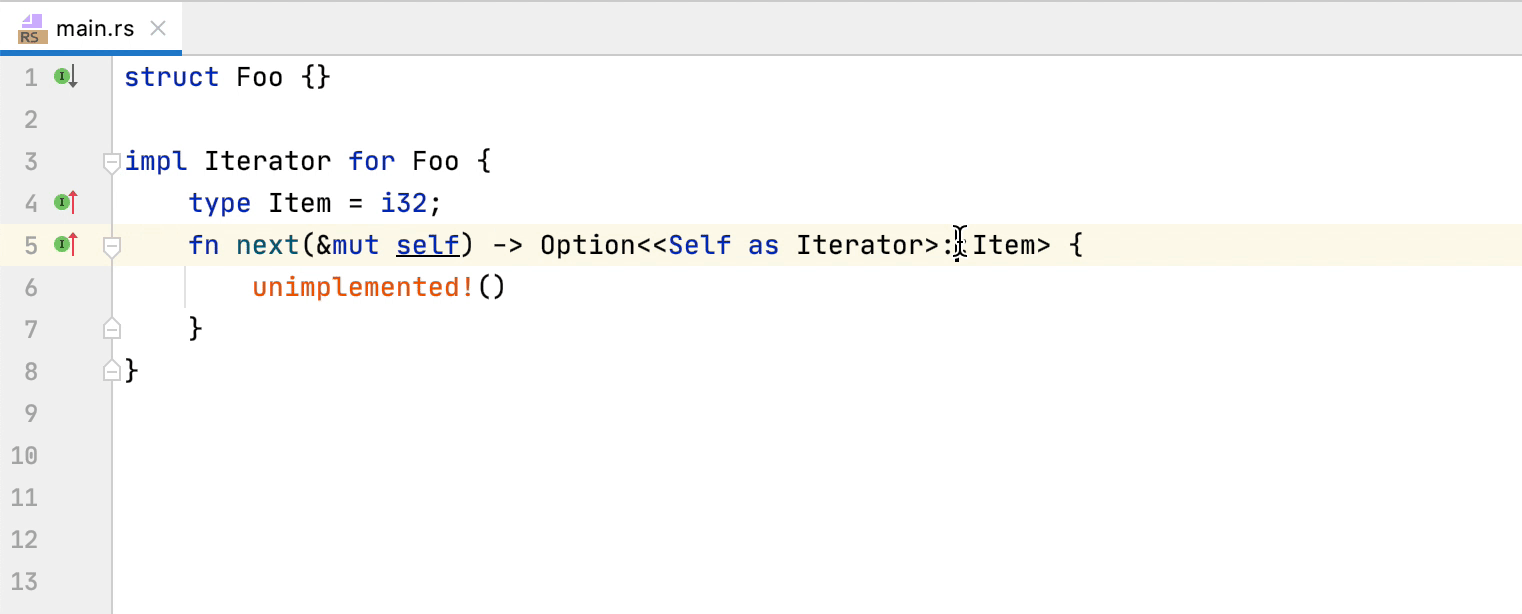 RS main.rs
1 struct Foo {}
2
3 impl Iterator for Foo {
4 type Item = i32;
5 fn next(&mut self) -> Option<<Self as Iterator>::Item> {
6 unimplemented!()
7 }
8 }
9
10
11
12
13